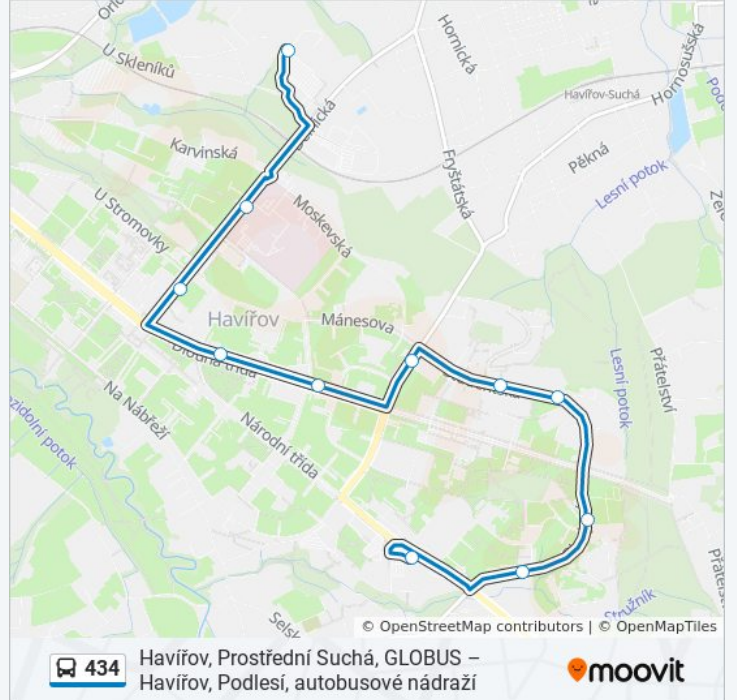 Hornická
U Skleníků
Hornosušská
Havířov-Suchá
Karvinská
Fryštátská
Pěkná
Lesní potok
U Stromovky
Moskevská
Havířov
Mánesova
Dlouhá třída
Lesní potok
Přátelství
Na Nábřeží
Národní třída
Stružník
© OpenStreetMap contributors | © OpenMapTiles
434
Havířov, Prostřední Suchá, GLOBUS –
Havířov, Podlesí, autobusové nádraží
moovit